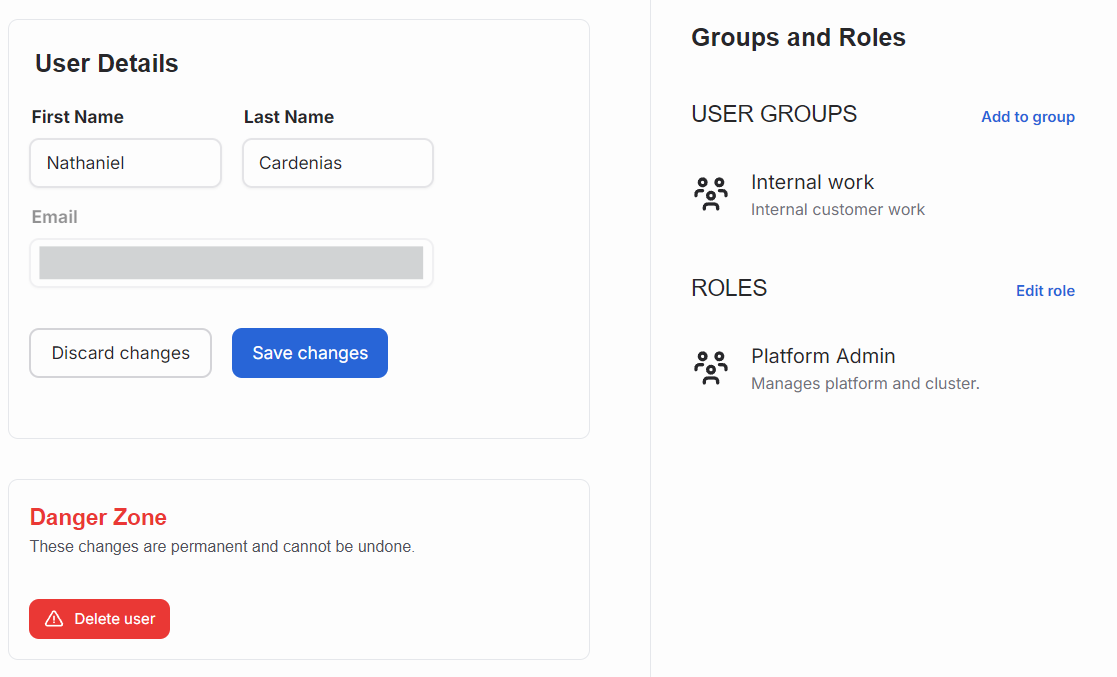 User Details
First Name
Last Name
Nathaniel
Cardenias
Email
Discard changes
Save changes
Danger Zone
These changes are permanent and cannot be undone.
Delete user
Groups and Roles
USER GROUPS
Add to group
Internal work
Internal customer work
ROLES
Edit role
Platform Admin
Manages platform and cluster.